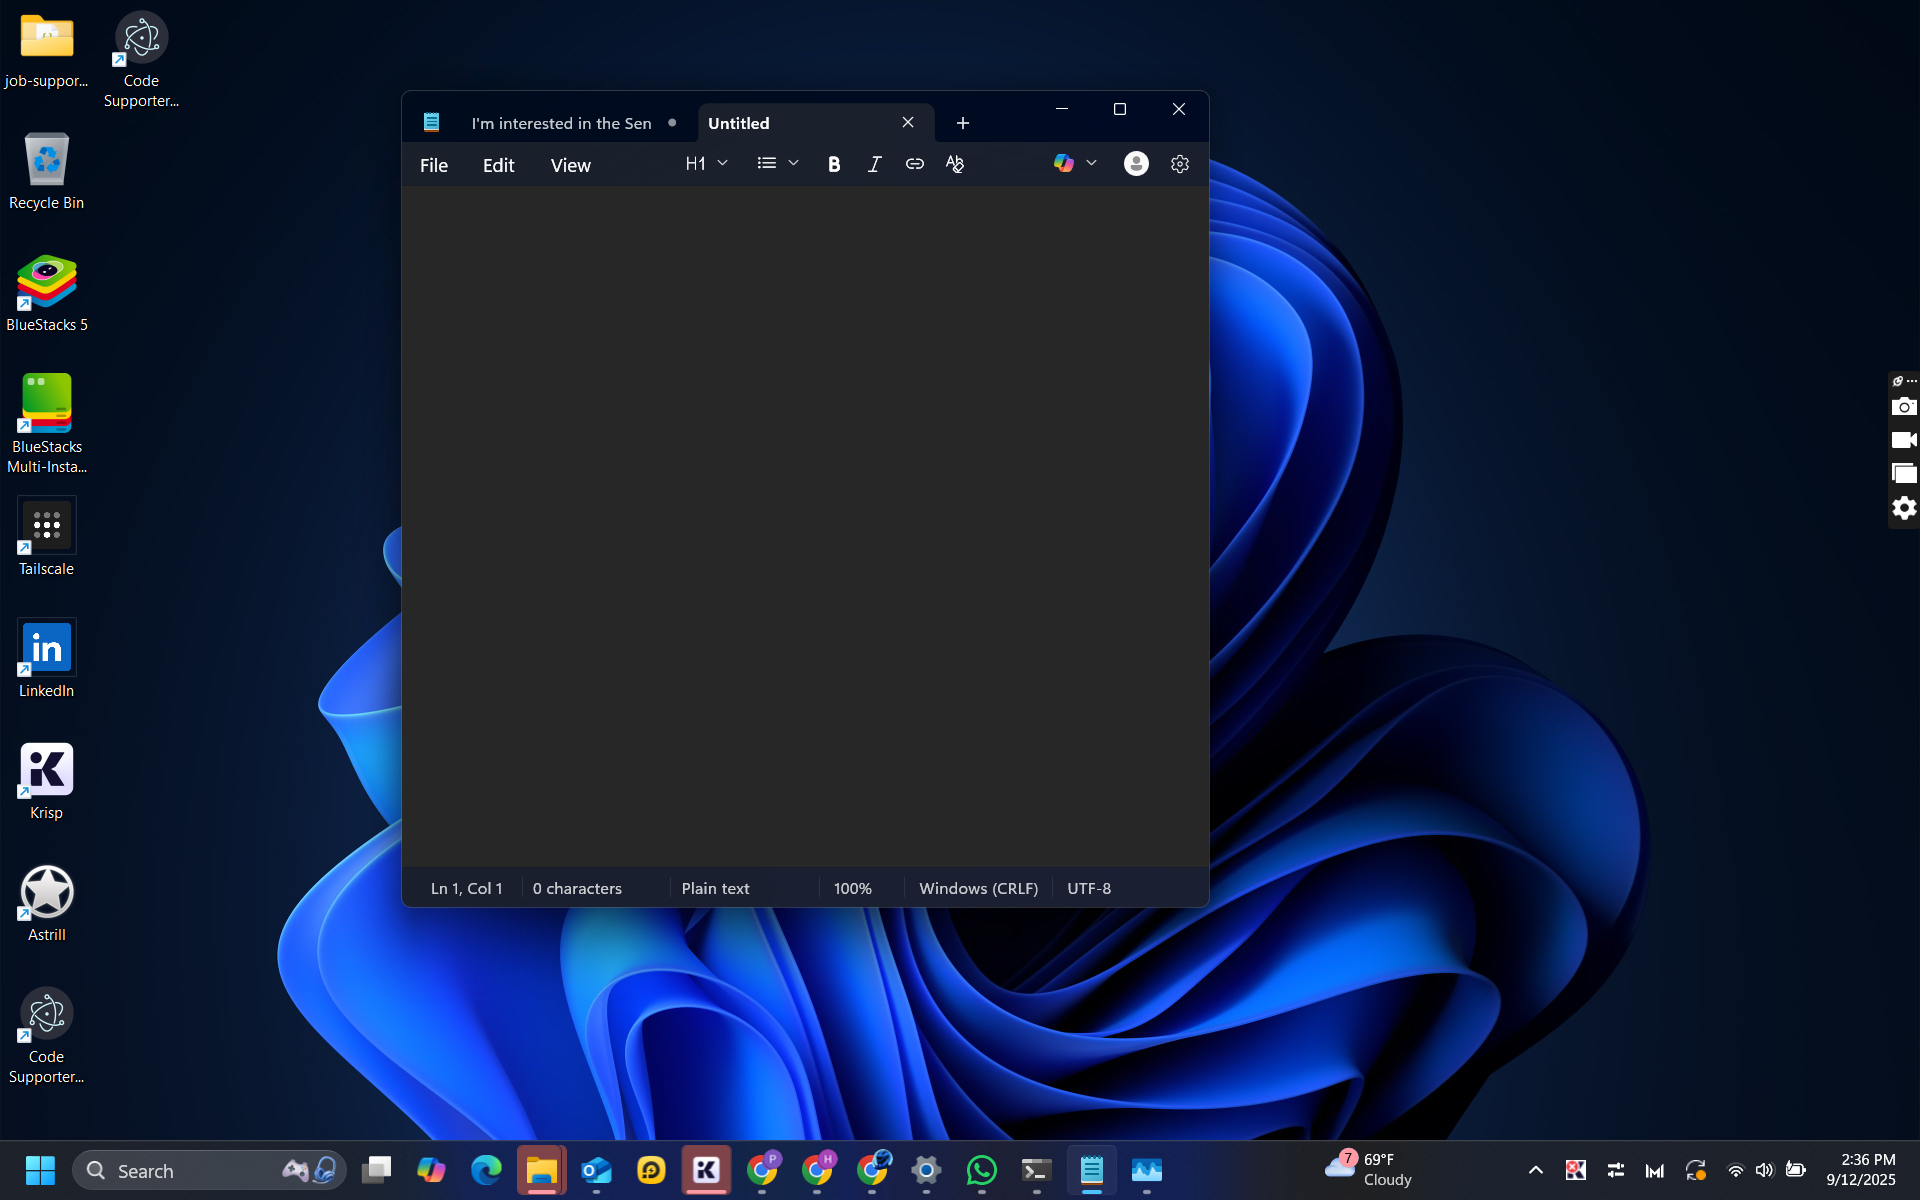 job-suppor...
Code
Supporter...
Recycle Bin
BlueStacks 5
BlueStacks
Multi-Insta...
Tailscale
LinkedIn
Krisp
Astrill
Code
Supporter...
I'm interested in the Sen
Untitled
File
Edit
View
H1
B
I
Ln 1, Col 1
0 characters
Plain text
100%
Windows (CRLF)
UTF-8
Search
P
H
7
69°F
Cloudy
2:36 PM
9/12/2025